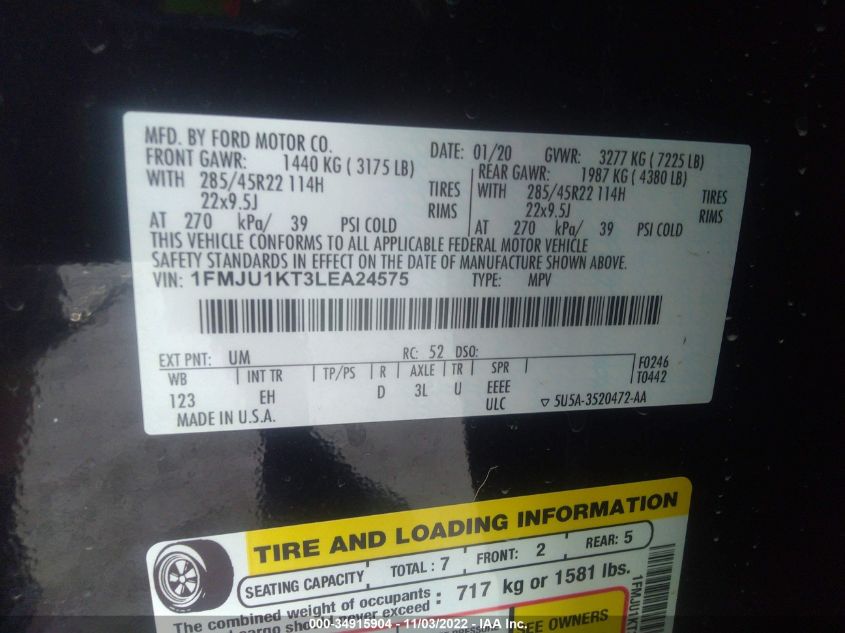 MFD. BY FORD MOTOR CO. DATE: 01/20 GVWR: 3277 KG ( 7225 LB)
FRONT GAWR: 1440 KG ( 3175 LB) REAR GAWR: 1987 KG ( 4380 LB)
WITH 285/45R22 114H TIRES WITH 285/45R22 114H TIRES
22x9.5J RIMS 22x9.5J RIMS
AT 270 kPa/ 39 PSI COLD AT 270 kPa/ 39 PSI COLD
THIS VEHICLE CONFORMS TO ALL APPLICABLE FEDERAL MOTOR VEHICLE
SAFETY STANDARDS IN EFFECT ON THE DATE OF MANUFACTURE SHOWN ABOVE.
VIN: 1FMJU1KT3LEA24575 TYPE: MPV
EXT PNT: UM RC: 52 DSO: F0246
WB INT TR TP/PS R AXLE TR SPR T0442
123 EH D 3L U EEEE
MADE IN U.S.A. ULC ▽ 5U5A-3520472-AA
TIRE AND LOADING INFORMATION
SEATING CAPACITY TOTAL : 7 FRONT: 2 REAR: 5
The combined weight of occupants : 717 kg or 1581 lbs.
exceed
SEE OWNERS
1FMJU1KT
000-34915904 - 11/03/2022 - IAA Inc.